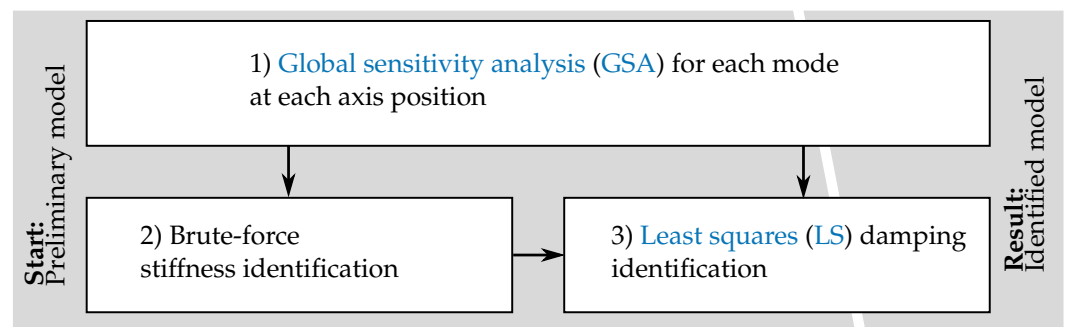 Start:
Preliminary model
1) Global sensitivity analysis (GSA) for each mode
at each axis position
2) Brute-force
stiffness identification
3) Least squares (LS) damping
identification
Result:
Identified model